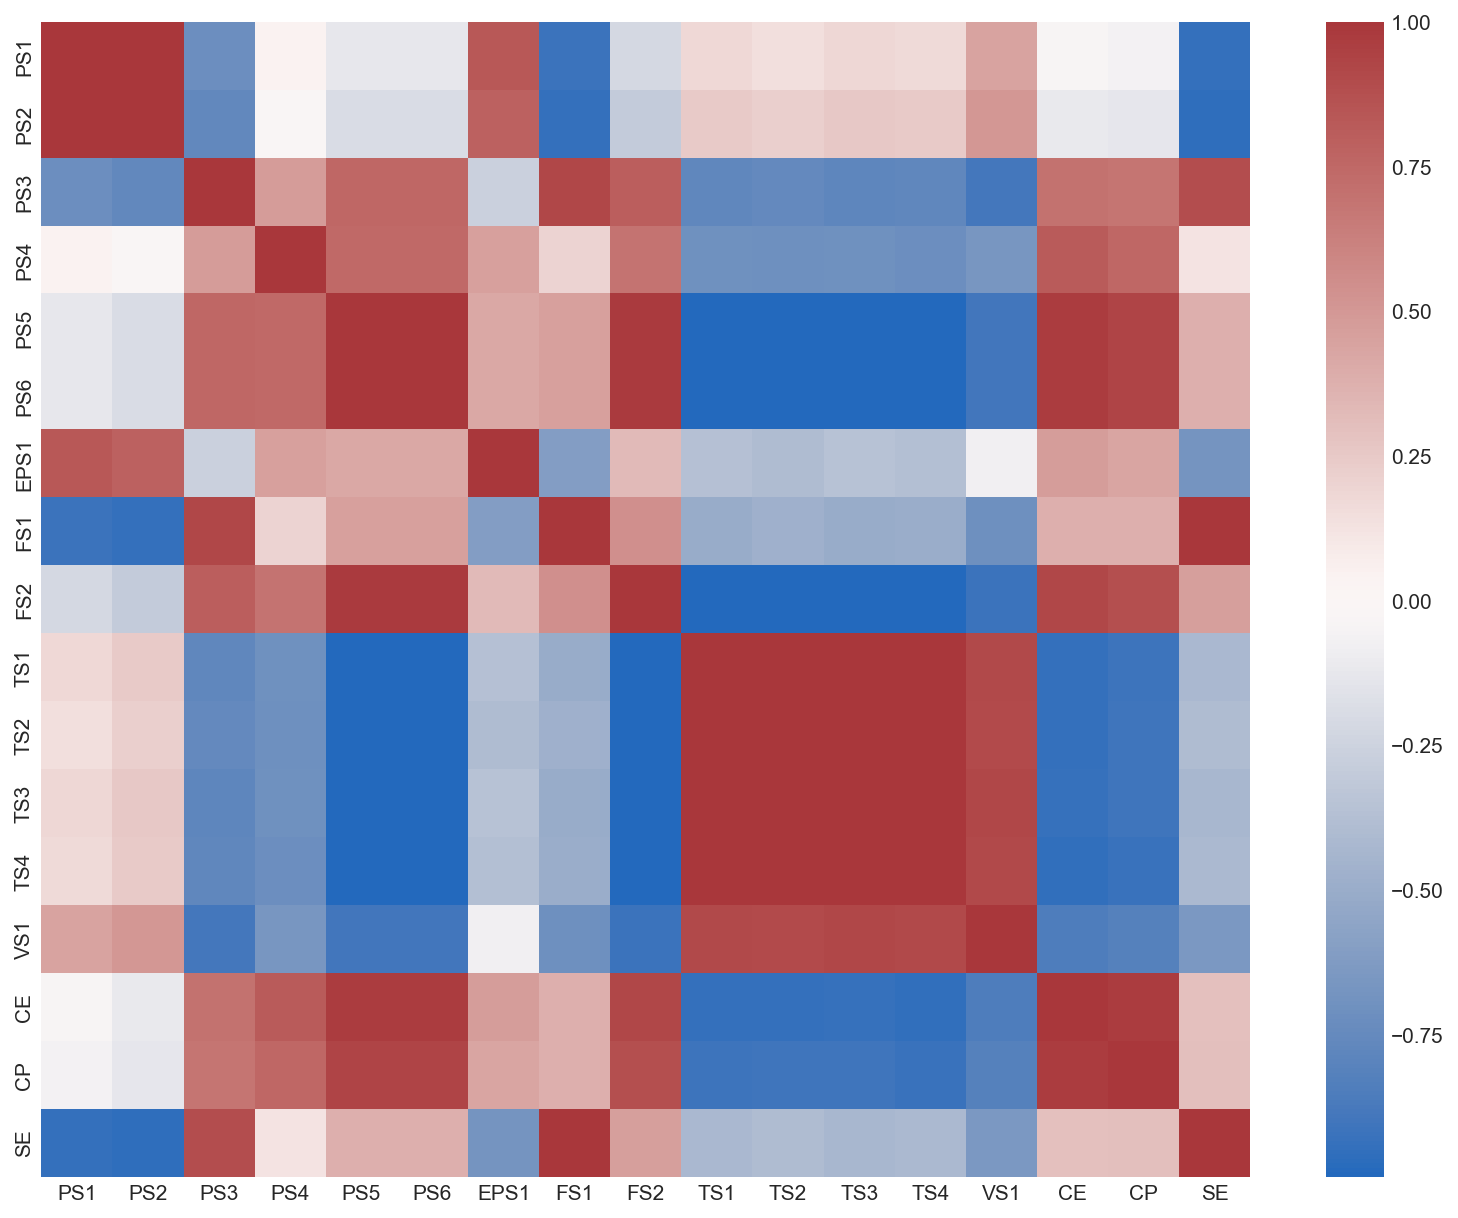 PS1
PS2
PS3
PS4
PS5
PS6
EPS1
FS1
FS2
TS1
TS2
TS3
TS4
VS1
CE
CP
SE
PS1 PS2 PS3 PS4 PS5 PS6 EPS1 FS1 FS2 TS1 TS2 TS3 TS4 VS1 CE CP SE
1.00
0.75
0.50
0.25
0.00
−0.25
−0.50
−0.75